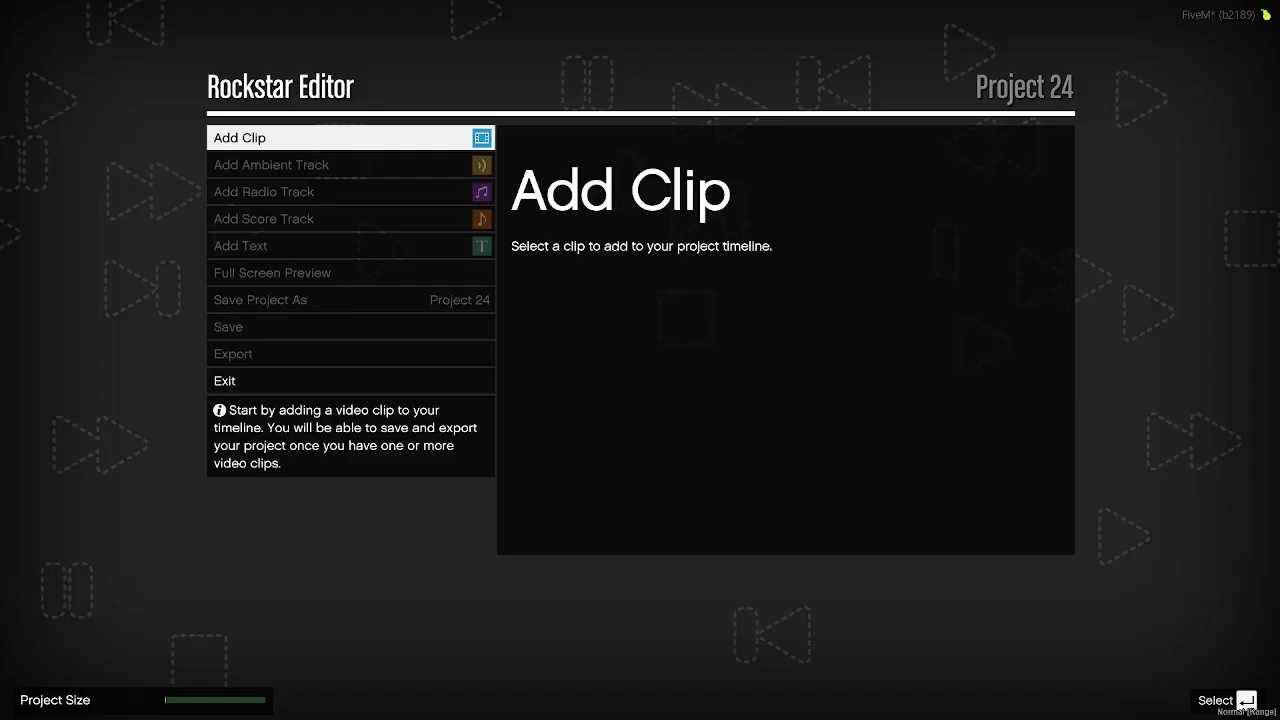 FiveM* (b2189)
Rockstar Editor
Project 24
Add Clip
Add Ambient Track
Add Radio Track
Add Score Track
Add Text
T
Full Screen Preview
Save Project As Project 24
Save
Export
Exit
Start by adding a video clip to your
timeline. You will be able to save and export
your project once you have one or more
video clips.
Add Clip
Select a clip to add to your project timeline.
Project Size
Select
Normal [Range]